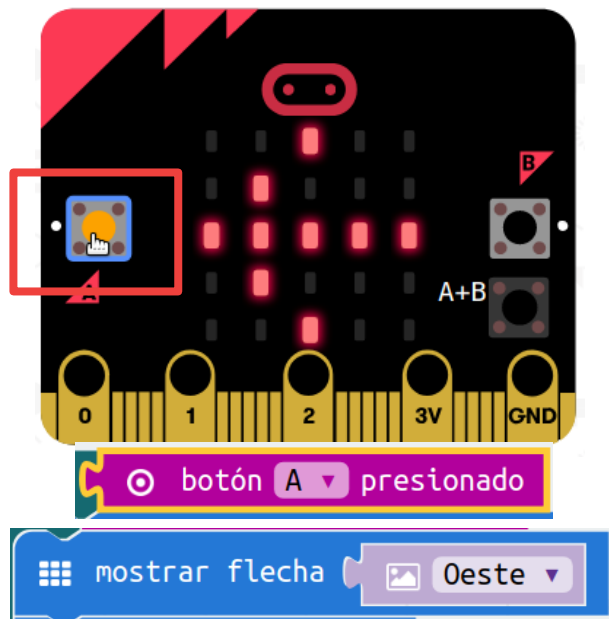 B
A
A+B
0 1 2 3V GND
botón A presionado
mostrar flecha Oeste